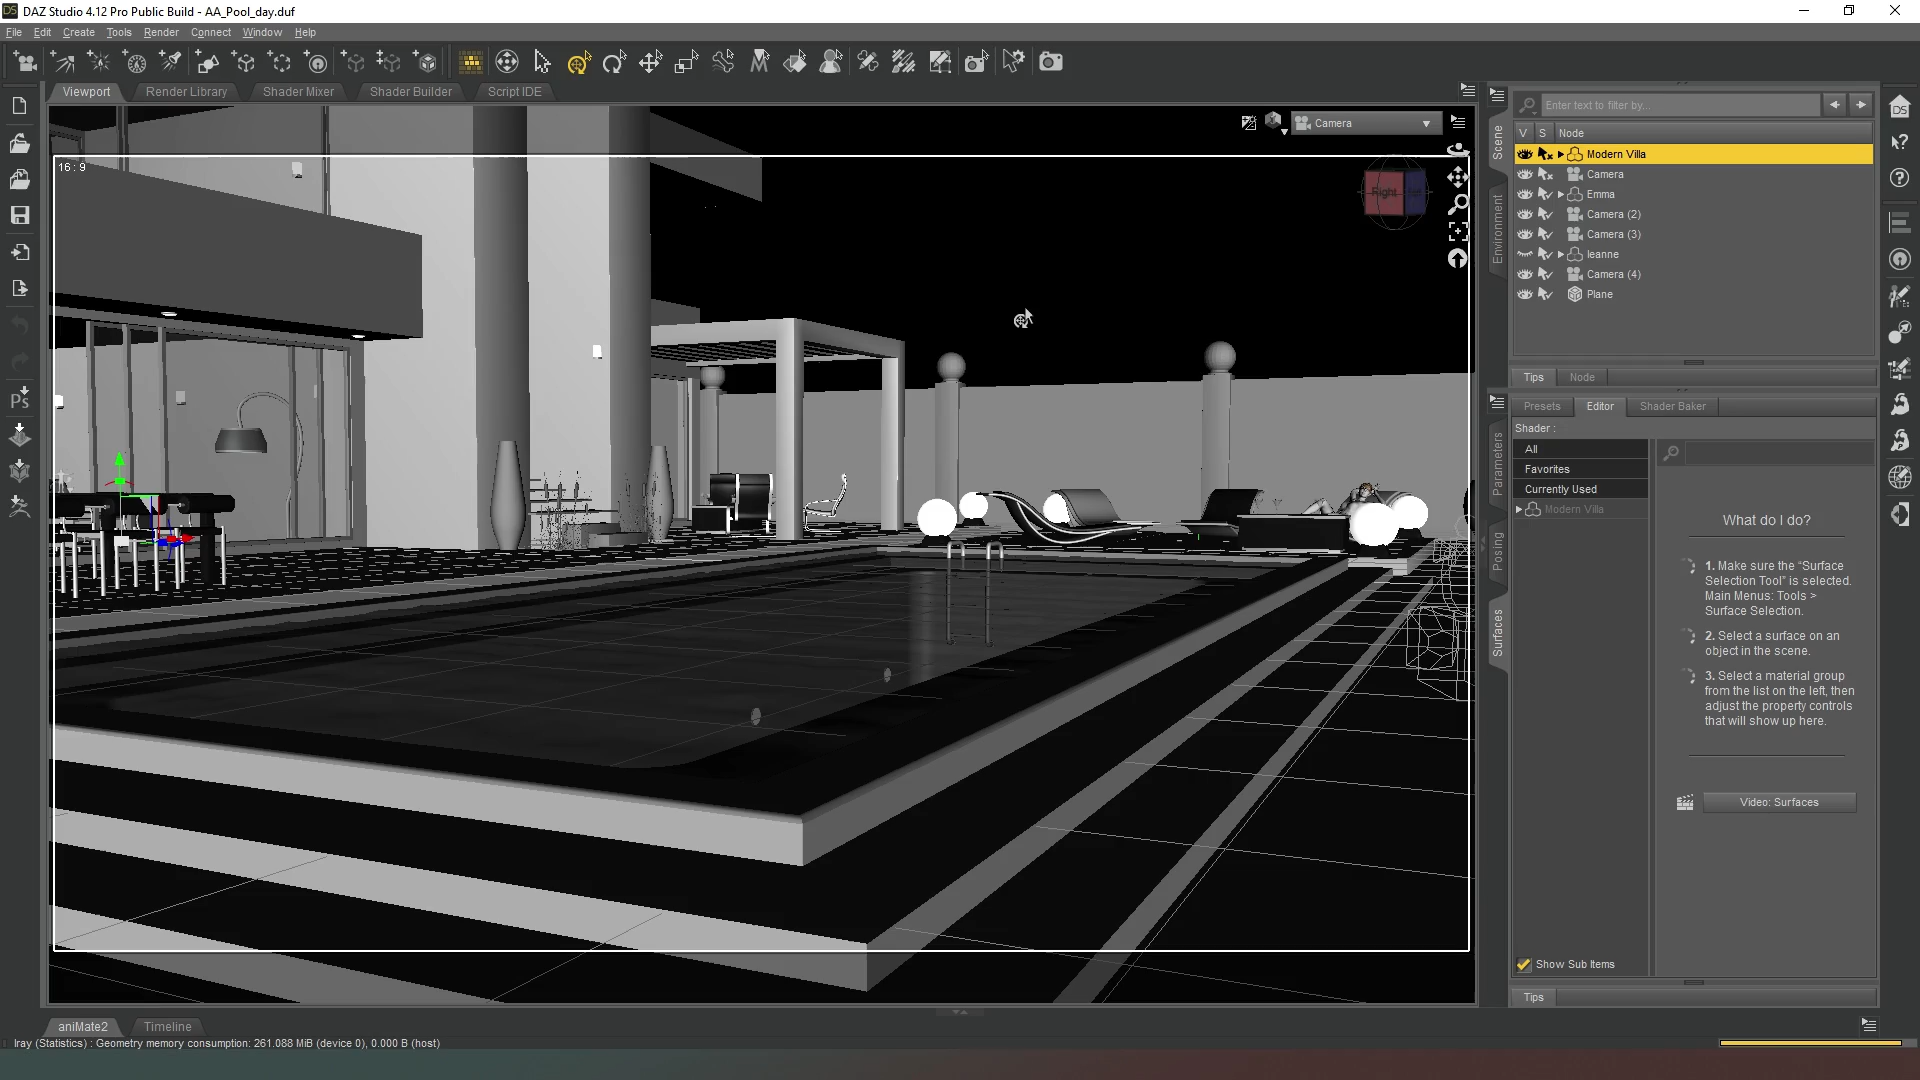 DAZ Studio 4.12 Pro Public Build - AA_Pool_day.duf
File Edit Create Tools Render Connect Window Help
Viewport Render Library Shader Mixer Shader Builder Script IDE
Camera
16 : 9
Right
Scene
Environment
Enter text to filter by...
V S Node
Modern Villa
Camera
Emma
Camera (2)
Camera (3)
leanne
Camera (4)
Plane
Tips Node
Parameters
Posing
Surfaces
Presets Editor Shader Baker
Shader :
All
Favorites
Currently Used
Modern Villa
What do I do?
1. Make sure the “Surface
Selection Tool” is selected.
Main Menus: Tools >
Surface Selection.
2. Select a surface on an
object in the scene.
3. Select a material group
from the list on the left, then
adjust the property controls
that will show up here.
Video: Surfaces
Show Sub Items
Tips
aniMate2 Timeline
Iray (Statistics) : Geometry memory consumption: 261.088 MiB (device 0), 0.000 B (host)